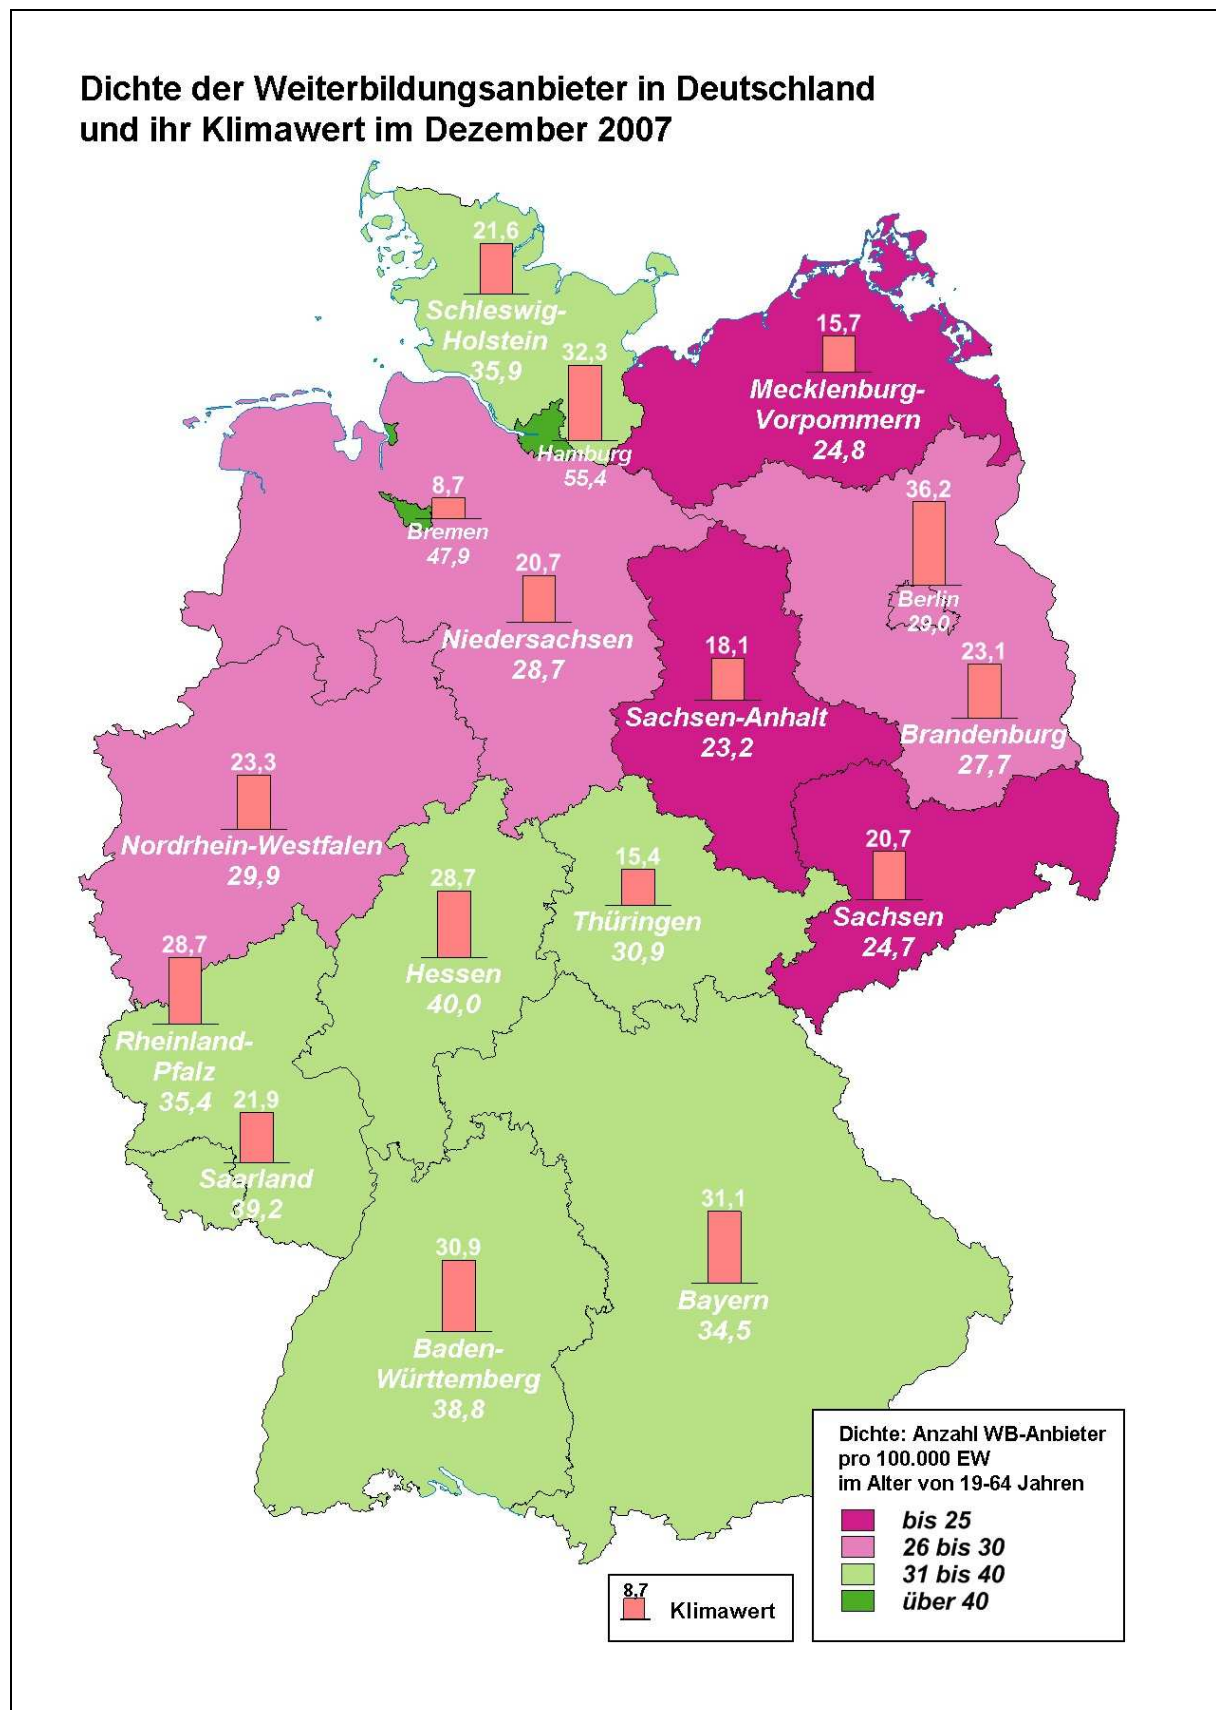 Dichte der Weiterbildungsanbieter in Deutschland
und ihr Klimawert im Dezember 2007
21,6
Schleswig-
Holstein
35,9
32,3
Hamburg
55,4
15,7
Mecklenburg-
Vorpommern
24,8
8,7
Bremen
47,9
36,2
Berlin
29,0
20,7
Niedersachsen
28,7
18,1
Sachsen-Anhalt
23,2
23,1
Brandenburg
27,7
23,3
Nordrhein-Westfalen
29,9
28,7
Hessen
40,0
15,4
Thüringen
30,9
20,7
Sachsen
24,7
28,7
Rheinland-
Pfalz
35,4
21,9
Saarland
39,2
30,9
Baden-
Württemberg
38,8
31,1
Bayern
34,5
Dichte: Anzahl WB-Anbieter
pro 100.000 EW
im Alter von 19-64 Jahren
bis 25
26 bis 30
31 bis 40
über 40
8,7
Klimawert